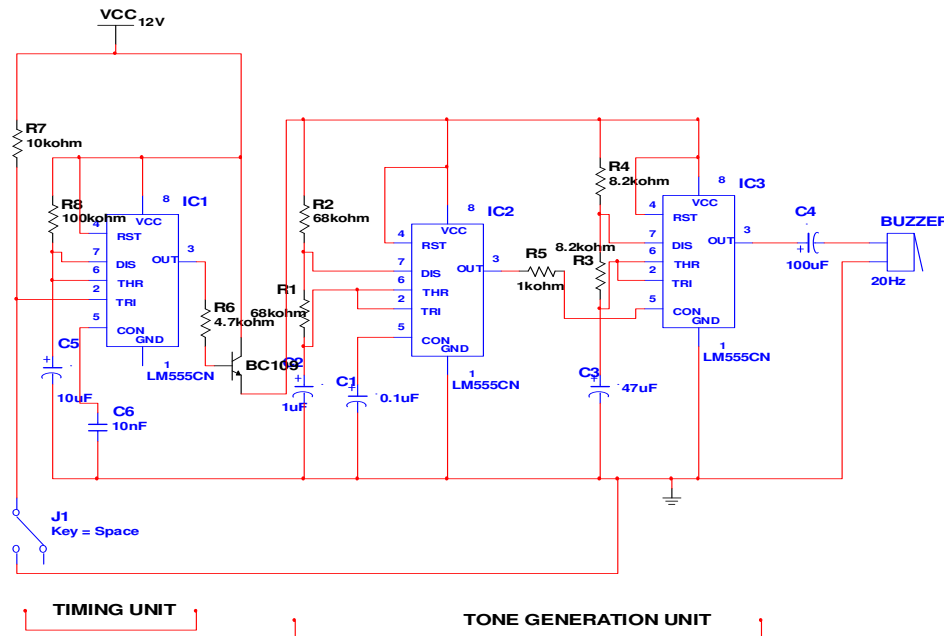 VCC
12V
R7
10kohm
R8
100kohm
8
IC1
VCC
4
RST
7
DIS
OUT
3
6
THR
2
TRI
5
CON
GND
1
LM555CN
R6
4.7kohm
BC109
C5
+
10uF
C6
10nF
J1
Key = Space
R2
68kohm
R1
68kohm
C2
+
1uF
C1
+
0.1uF
8
IC2
VCC
4
RST
7
DIS
OUT
3
6
THR
2
TRI
5
CON
GND
1
LM555CN
R5
1kohm
R4
8.2kohm
8.2kohm
R3
C3
+
47uF
8
IC3
VCC
4
RST
7
DIS
OUT
3
6
THR
2
TRI
5
CON
GND
1
LM555CN
C4
+
100uF
BUZZER
20Hz
TIMING UNIT
TONE GENERATION UNIT